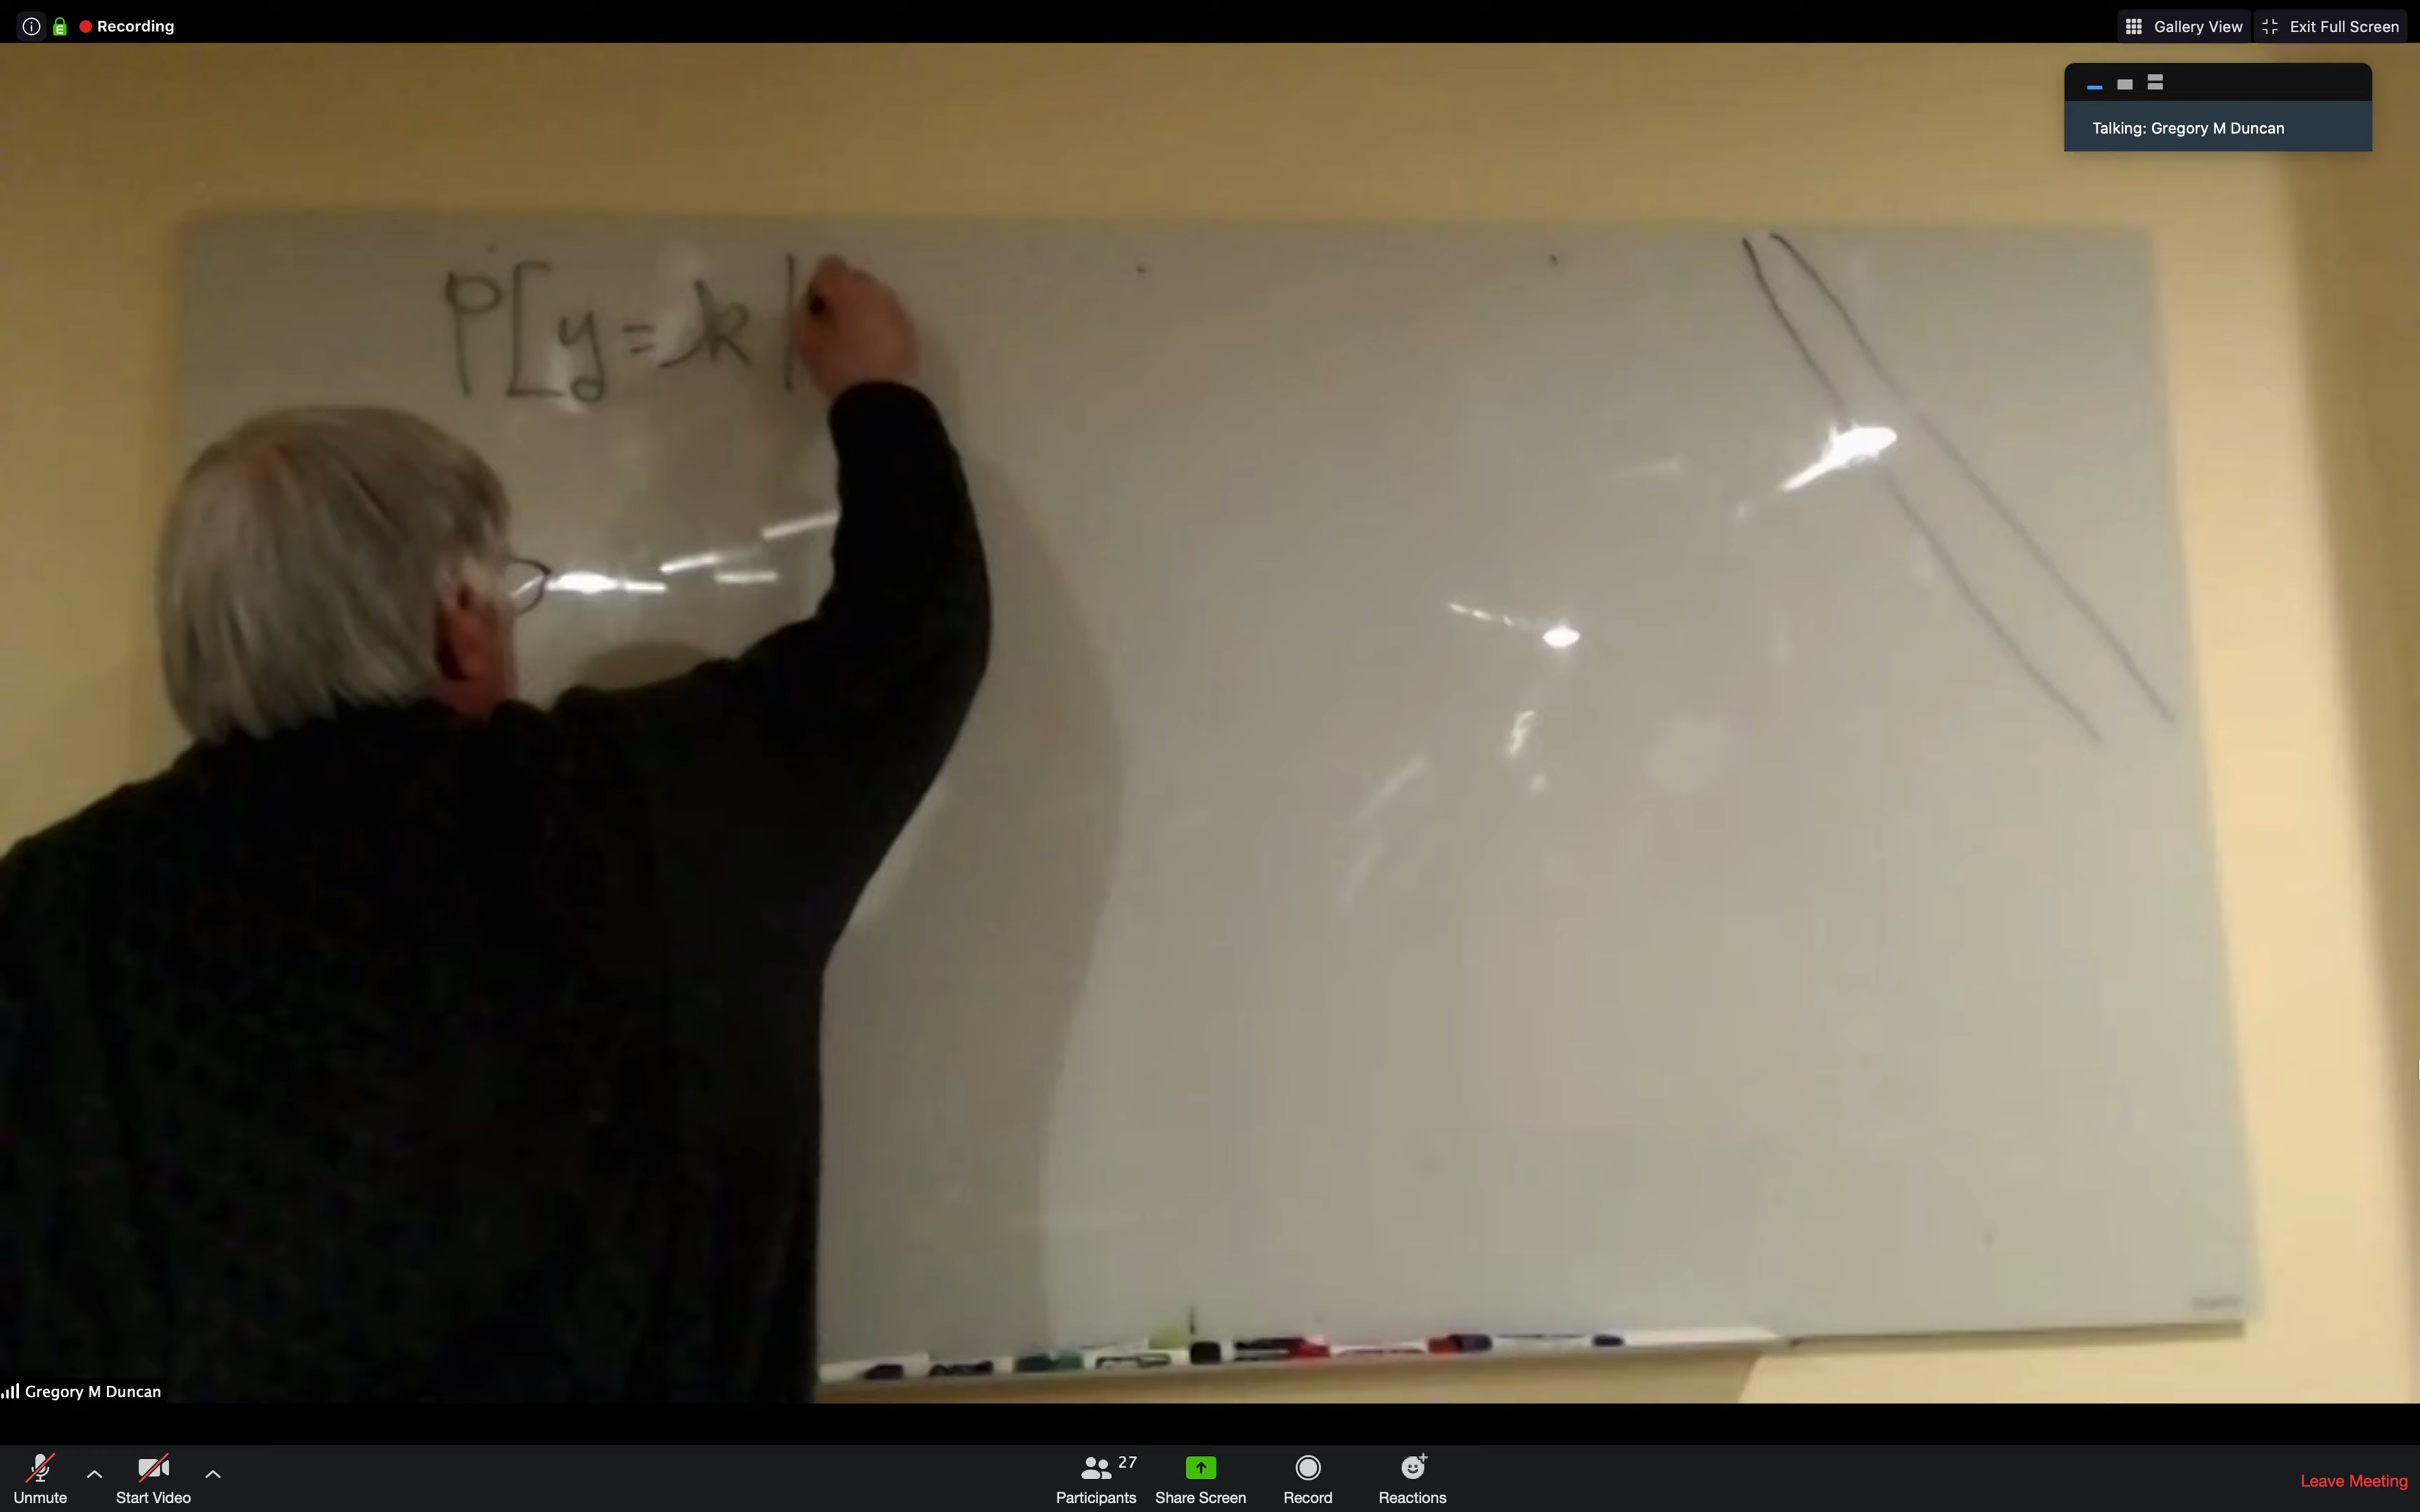 Recording
Gallery View
Exit Full Screen
Talking: Gregory M Duncan
P[y=k|
Gregory M Duncan
Unmute
Start Video
27
Participants
Share Screen
Record
Reactions
Leave Meeting